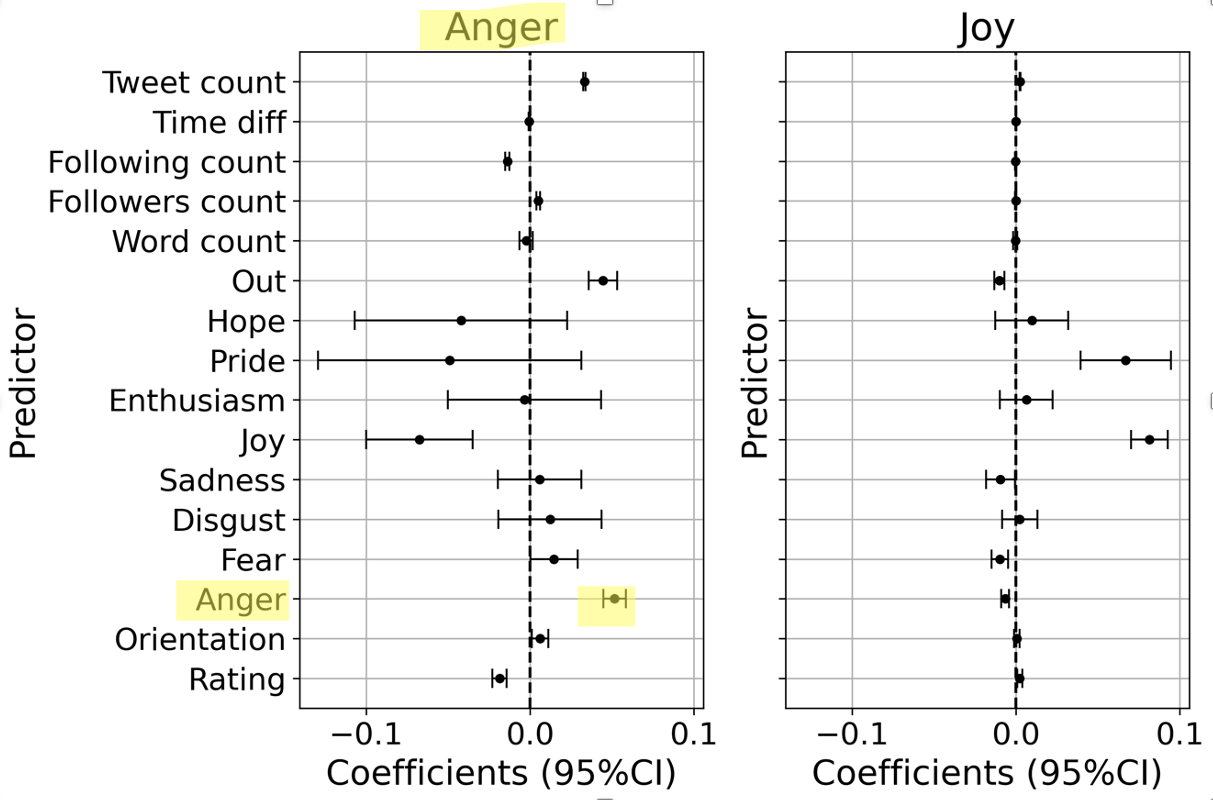 Anger
Joy
Predictor
Tweet count
Time diff
Following count
Followers count
Word count
Out
Hope
Pride
Enthusiasm
Joy
Sadness
Disgust
Fear
Anger
Orientation
Rating
−0.1 0.0 0.1
Coefficients (95%CI)
Predictor
−0.1 0.0 0.1
Coefficients (95%CI)